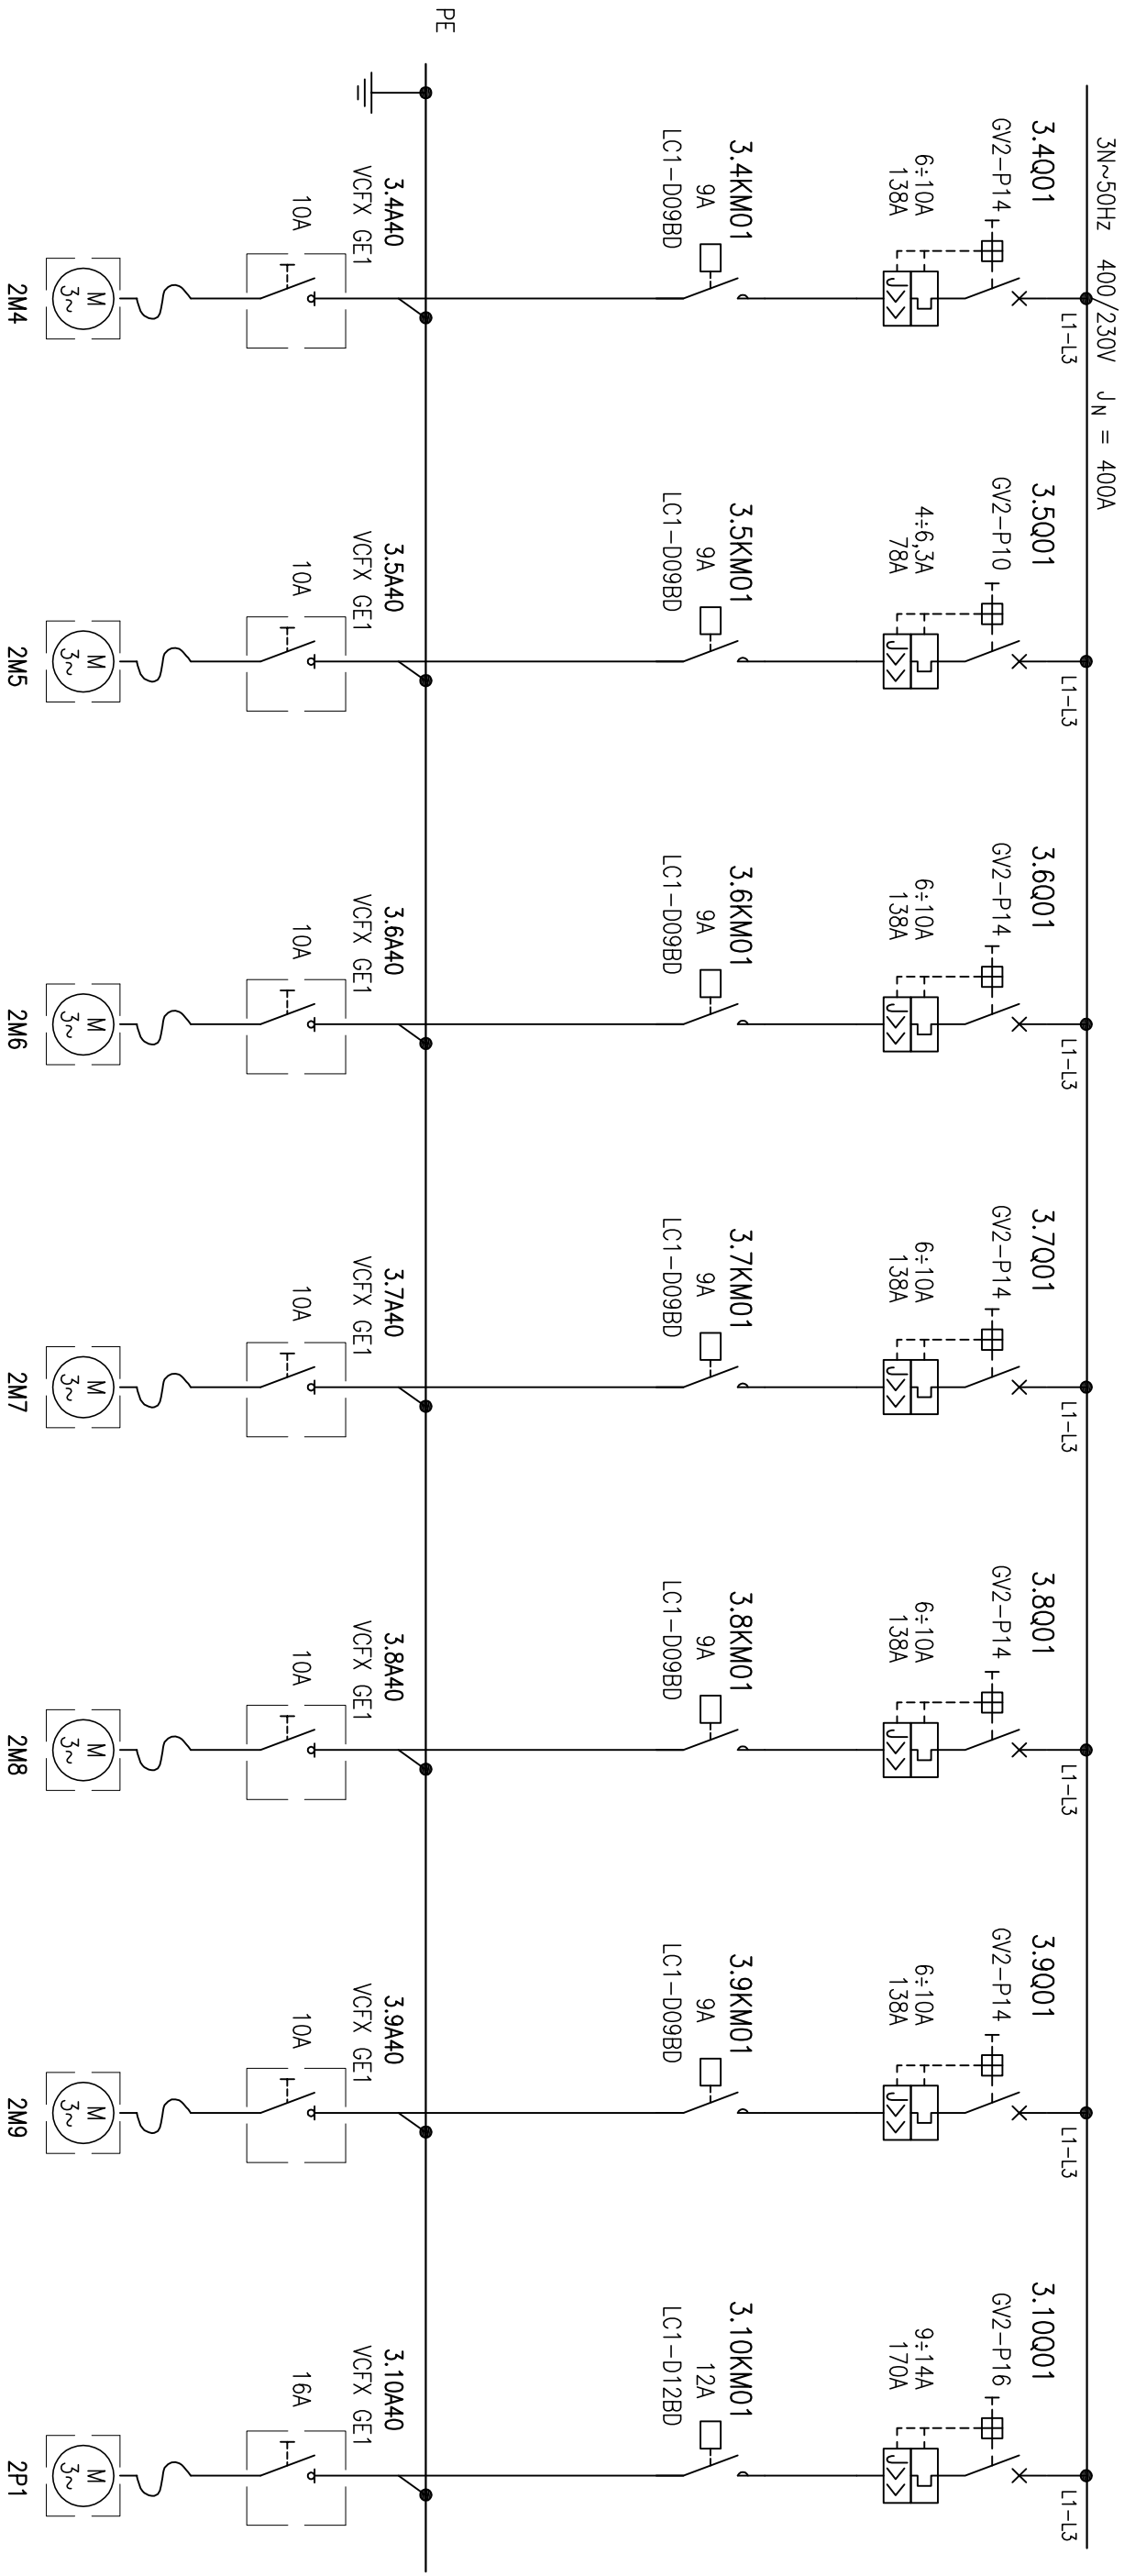 3N~50Hz 400/230V JN = 400A
3.4Q01
GV2-P14
6÷10A
138A
L1-L3
3.4KM01
9A
LC1-D09BD
3.4A40
VCFX GE1
10A
M
3~
2M4
3.5Q01
GV2-P10
4÷6,3A
78A
L1-L3
3.5KM01
9A
LC1-D09BD
3.5A40
VCFX GE1
10A
M
3~
2M5
3.6Q01
GV2-P14
6÷10A
138A
L1-L3
3.6KM01
9A
LC1-D09BD
3.6A40
VCFX GE1
10A
M
3~
2M6
3.7Q01
GV2-P14
6÷10A
138A
L1-L3
3.7KM01
9A
LC1-D09BD
3.7A40
VCFX GE1
10A
M
3~
2M7
3.8Q01
GV2-P14
6÷10A
138A
L1-L3
3.8KM01
9A
LC1-D09BD
3.8A40
VCFX GE1
10A
M
3~
2M8
3.9Q01
GV2-P14
6÷10A
138A
L1-L3
3.9KM01
9A
LC1-D09BD
3.9A40
VCFX GE1
10A
M
3~
2M9
3.10Q01
GV2-P16
9÷14A
170A
L1-L3
3.10KM01
12A
LC1-D12BD
3.10A40
VCFX GE1
16A
M
3~
2P1
PE
J>>
J>>
J>>
J>>
J>>
J>>
J>>